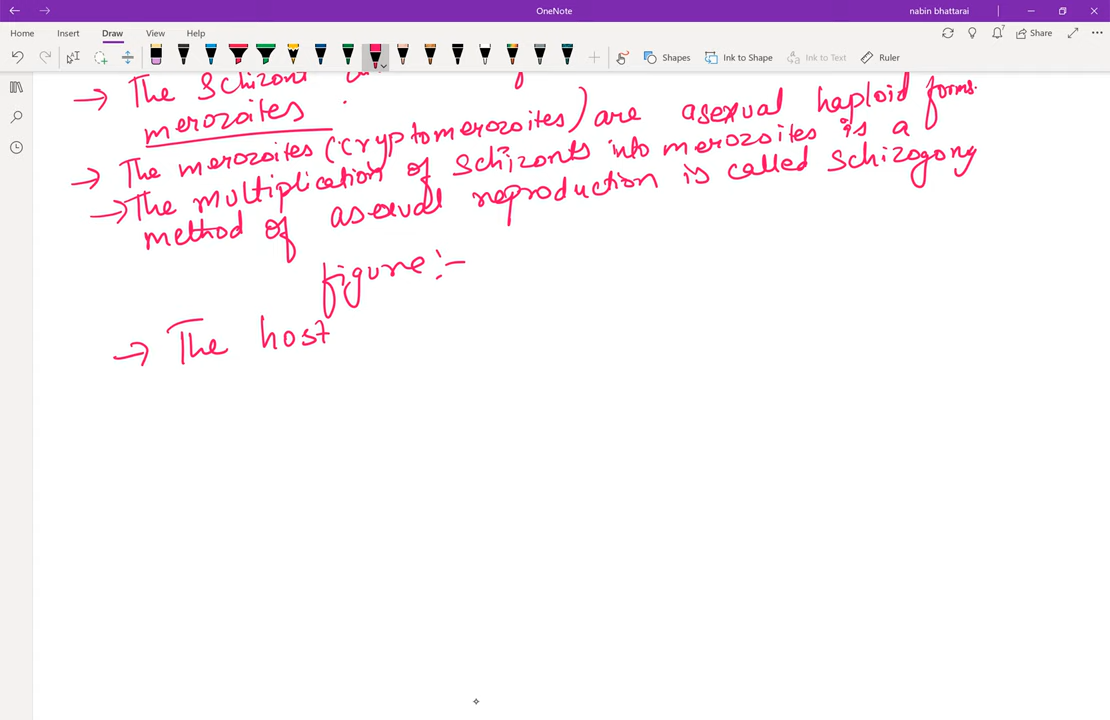 OneNote
nabin bhattarai
Home Insert Draw View Help
Share
Shapes Ink to Shape Ink to Text Ruler
→ The Schizont
merozoites.
→ The merozoites (cryptomerozoites) are asexual haploid forms.
→ The multiplication of Schizonts into merozoites is a
method of asexual reproduction is called Schizogony
figure:-
→ The host